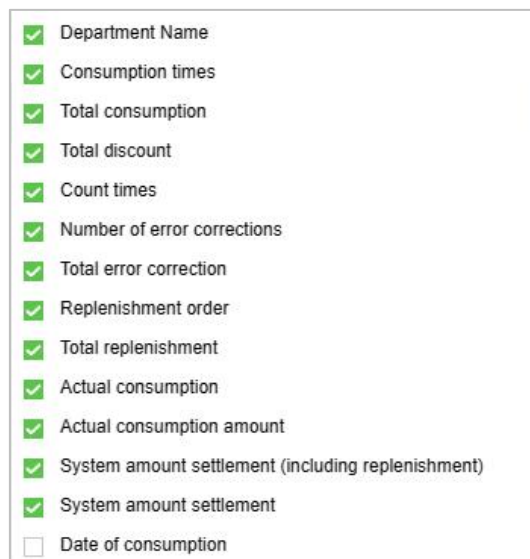 Department Name
Consumption times
Total consumption
Total discount
Count times
Number of error corrections
Total error correction
Replenishment order
Total replenishment
Actual consumption
Actual consumption amount
System amount settlement (including replenishment)
System amount settlement
Date of consumption